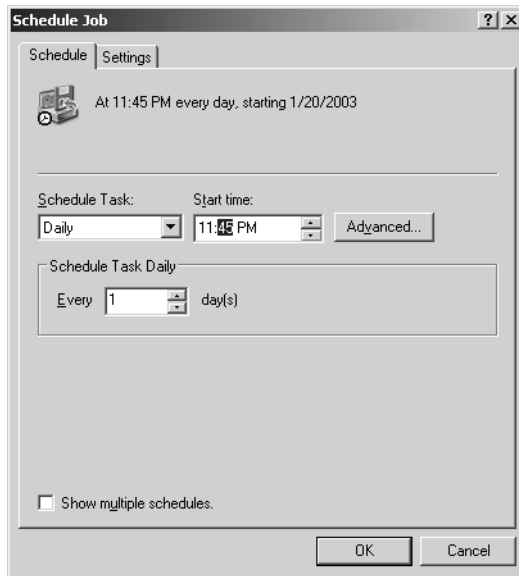 Schedule Job
Schedule
Settings
At 11:45 PM every day, starting 1/20/2003
Schedule Task:
Start time:
Daily
11:45 PM
Advanced...
Schedule Task Daily
Every 1 day(s)
Show multiple schedules.
OK
Cancel